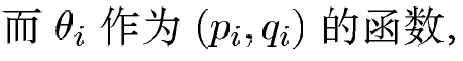 而 θ_i 作为 (p_i, q_i) 的函数,